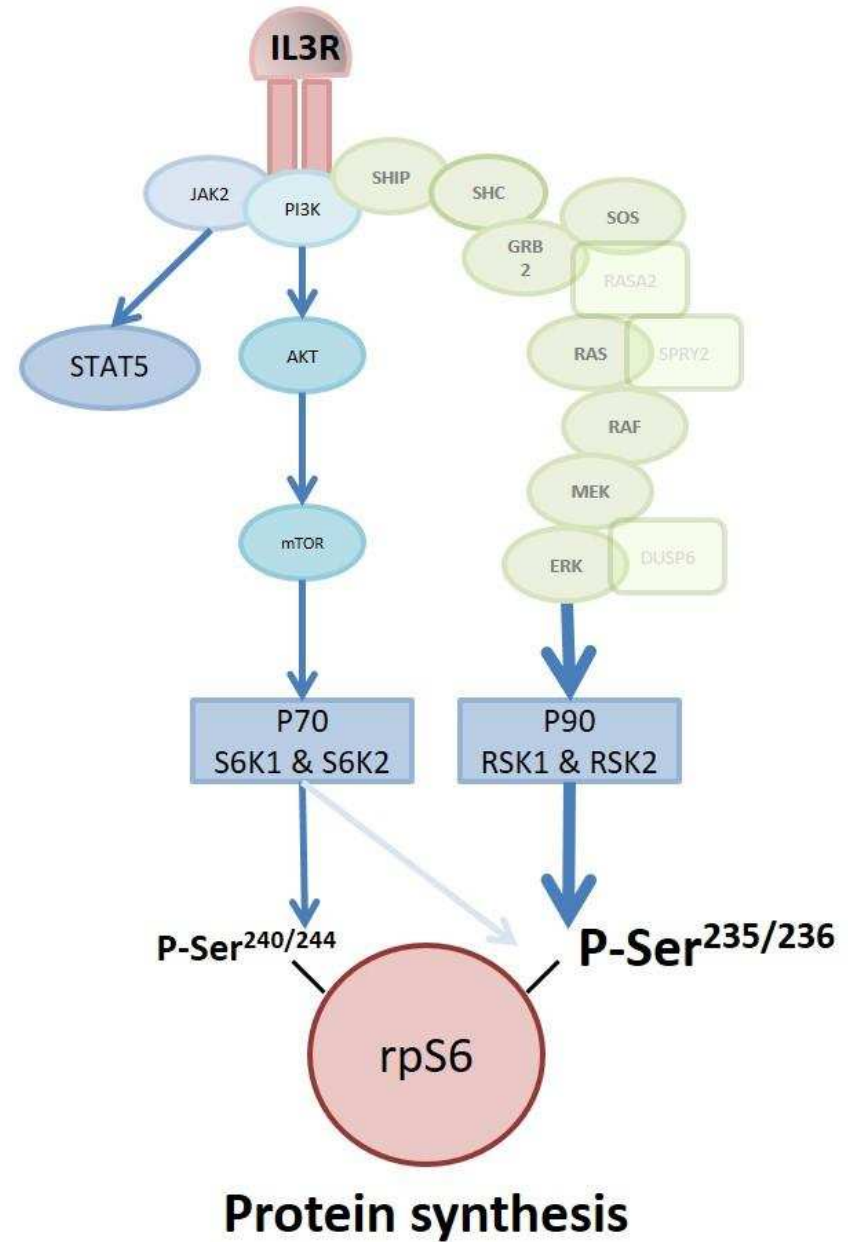 IL3R
JAK2
PI3K
SHIP
SHC
SOS
GRB
2
RASA2
STAT5
AKT
RAS
SPRY2
RAF
MEK
mTOR
ERK
DUSP6
P70
S6K1 & S6K2
P90
RSK1 & RSK2
P-Ser240/244
P-Ser235/236
rpS6
Protein synthesis